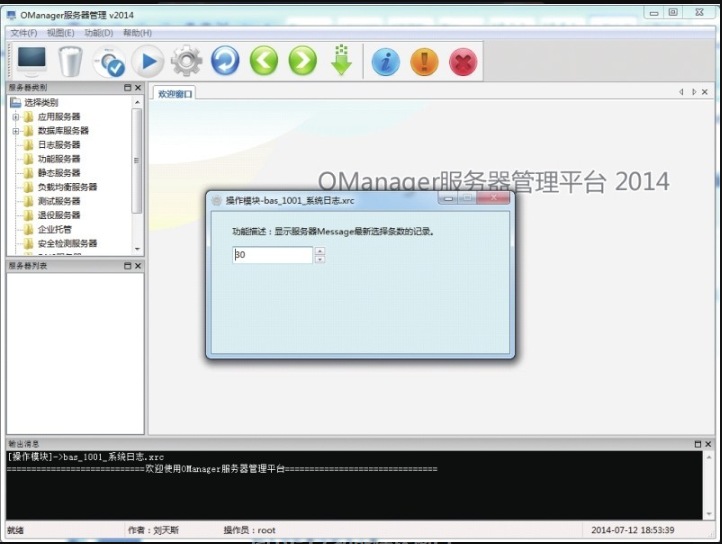 OManager服务器管理 v2014
文件(F) 视图(E) 功能(D) 帮助(H)
服务器类别
欢迎窗口
选择类别
应用服务器
数据库服务器
日志服务器
功能服务器
静态服务器
负载均衡服务器
测试服务器
退役服务器
企业托管
安全检测服务器
OManager服务器管理平台 2014
操作模块-bas_1001_系统日志.xrc
功能描述：显示服务器Message最新选择条数的记录。
30
服务器列表
输出消息
[操作模块]->bas_1001_系统日志.xrc
============================欢迎使用OManager服务器管理平台===============================
就绪 作者：刘天斯 操作员：root 2014-07-12 18:53:39